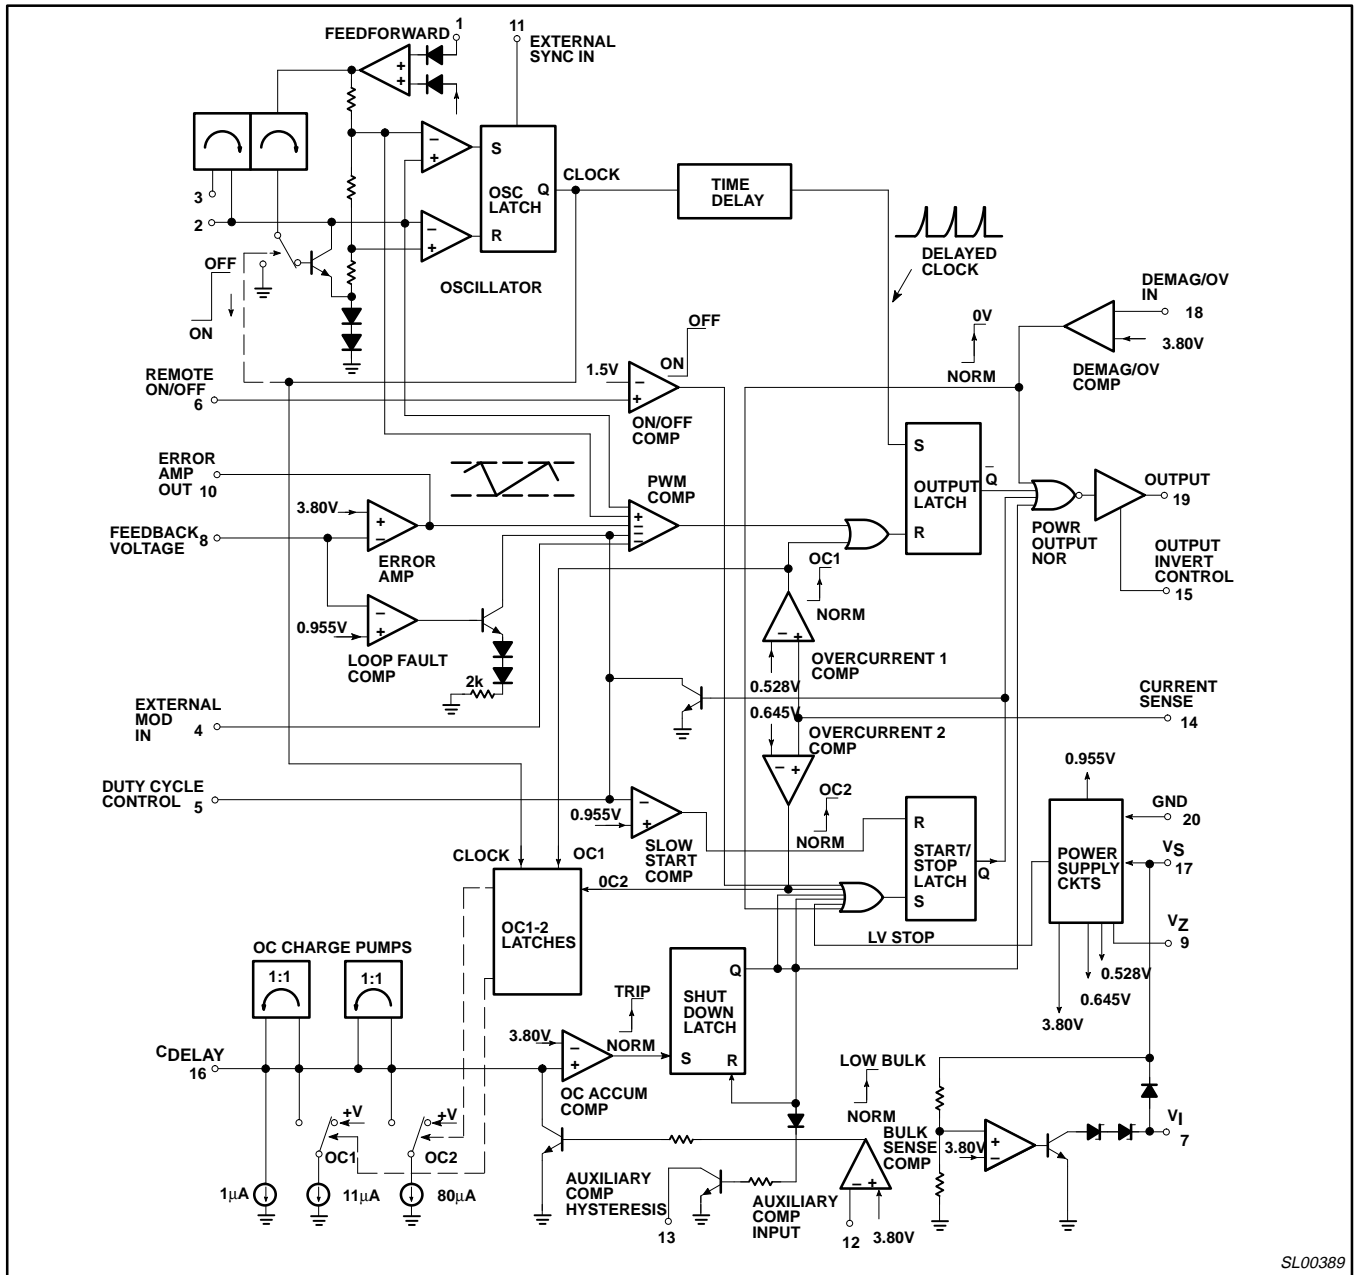 FEEDFORWARD
1
11
EXTERNAL
SYNC IN
+
+
3
2
−
+
−
+
S
OSC
LATCH
Q
R
OSCILLATOR
CLOCK
TIME
DELAY
DELAYED
CLOCK
OFF
ON
DEMAG/OV
IN
18
3.80V
DEMAG/OV
COMP
0V
NORM
REMOTE
ON/OFF
6
1.5V
−
+
ON
OFF
ON/OFF
COMP
ERROR
AMP
OUT 10
FEEDBACK
VOLTAGE 8
3.80V
+
−
ERROR
AMP
PWM
COMP
+
−
−
−
S
OUTPUT
LATCH
Q
R
POWR
OUTPUT
NOR
OUTPUT
19
OUTPUT
INVERT
CONTROL
15
−
+
0.955V
LOOP FAULT
COMP
2k
OC1
NORM
− +
OVERCURRENT 1
COMP
0.528V
0.645V
OVERCURRENT 2
COMP
− +
OC2
NORM
CURRENT
SENSE
14
EXTERNAL
MOD
IN 4
DUTY CYCLE
CONTROL 5
0.955V
−
+
SLOW
START
COMP
R
START/
STOP
LATCH
Q
S
0.955V
POWER
SUPPLY
CKTS
GND
20
VS
17
VZ
9
0.528V
0.645V
3.80V
CLOCK
OC1
0C2
OC1-2
LATCHES
LV STOP
OC CHARGE PUMPS
1:1
1:1
CDELAY
16
3.80V
−
+
OC ACCUM
COMP
TRIP
NORM
Q
SHUT
DOWN
LATCH
S
R
LOW BULK
NORM
BULK
SENSE
COMP
3.80V
+
−
VI
7
+V
OC1
+V
OC2
1μA
11μA
80μA
AUXILIARY
COMP
HYSTERESIS
13
AUXILIARY
COMP
INPUT
− +
12
3.80V
SL00389